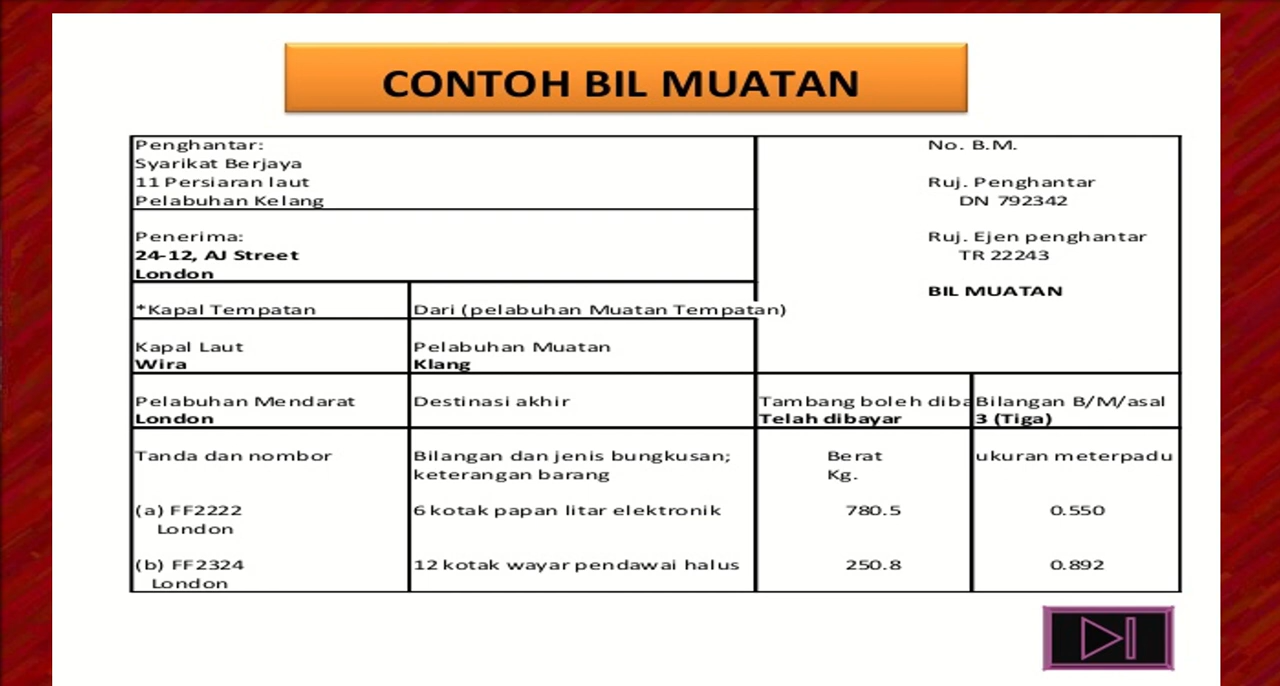 CONTOH BIL MUATAN
Penghantar:
Syarikat Berjaya
11 Persiaran laut
Pelabuhan Kelang
No. B.M.
Ruj. Penghantar
DN 792342
Penerima:
24-12, AJ Street
London
Ruj. Ejen penghantar
TR 22243
BIL MUATAN
*Kapal Tempatan
Dari (pelabuhan Muatan Tempatan)
Kapal Laut
Wira
Pelabuhan Muatan
Klang
Pelabuhan Mendarat
London
Destinasi akhir
Tambang boleh diba
Telah dibayar
Bilangan B/M/asal
3 (Tiga)
Tanda dan nombor
Bilangan dan jenis bungkusan;
keterangan barang
Berat
Kg.
ukuran meterpadu
(a) FF2222
London
6 kotak papan litar elektronik
780.5
0.550
(b) FF2324
London
12 kotak wayar pendawai halus
250.8
0.892